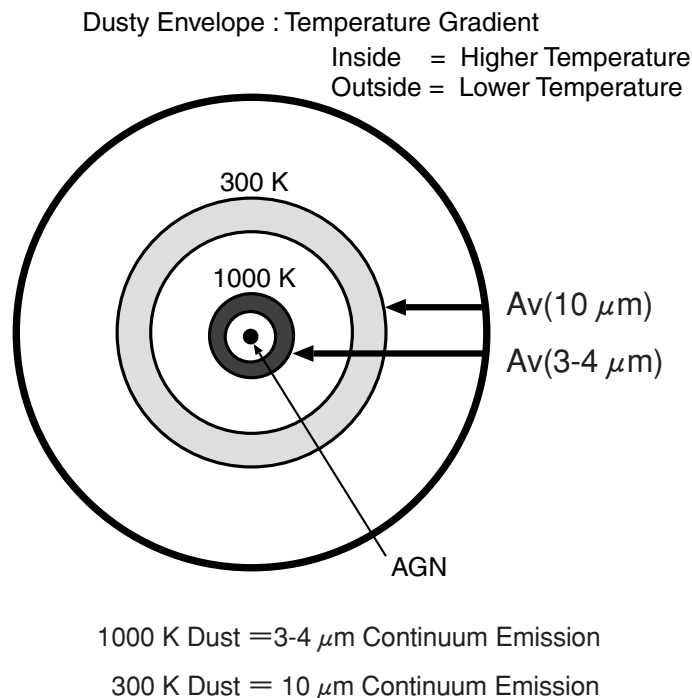 Dusty Envelope : Temperature Gradient
Inside = Higher Temperature
Outside = Lower Temperature
300 K
1000 K
Av(10 μm)
Av(3-4 μm)
AGN
1000 K Dust =3-4 μm Continuum Emission
300 K Dust = 10 μm Continuum Emission